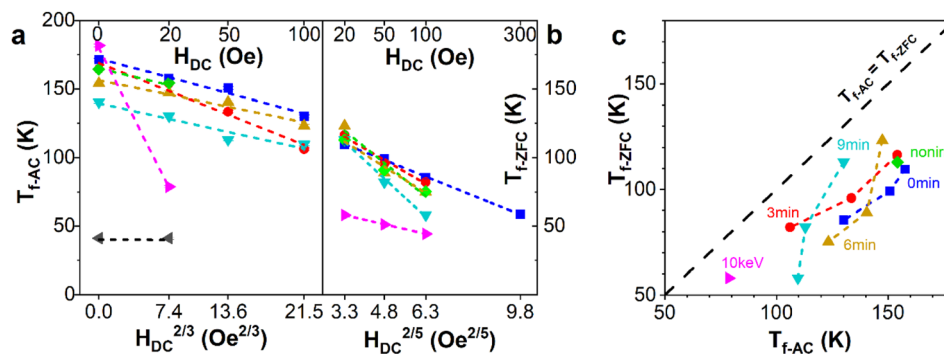 a
0 20 50 100
H_DC (Oe)
200
150
100
50
0
T_f-AC (K)
0.0 7.4 13.6 21.5
H_DC^2/3 (Oe^2/3)
20 50 100 300
H_DC (Oe)
b
150
100
50
0
T_f-ZFC (K)
3.3 4.8 6.3 9.8
H_DC^2/5 (Oe^2/5)
c
T_f-AC = T_f-ZFC
9min
nonir
0min
3min
6min
10keV
150
100
50
T_f-ZFC (K)
50 100 150
T_f-AC (K)